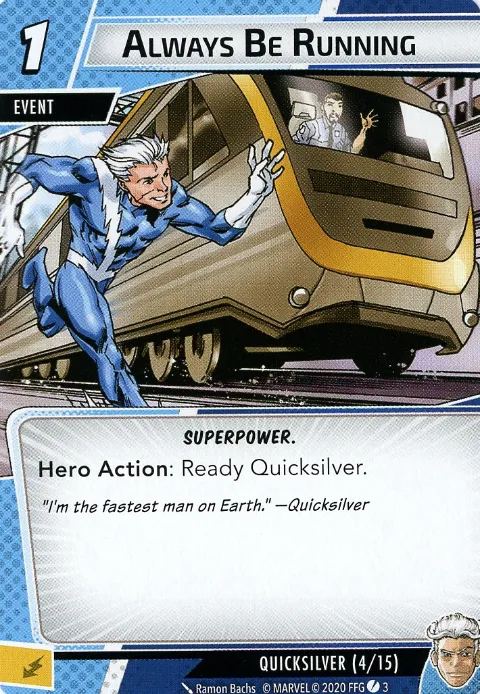 1
ALWAYS BE RUNNING
EVENT
SUPERPOWER.
Hero Action: Ready Quicksilver.
"I'm the fastest man on Earth." —Quicksilver
QUICKSILVER (4/15)
Ramon Bachs © MARVEL © 2020 FFG 3